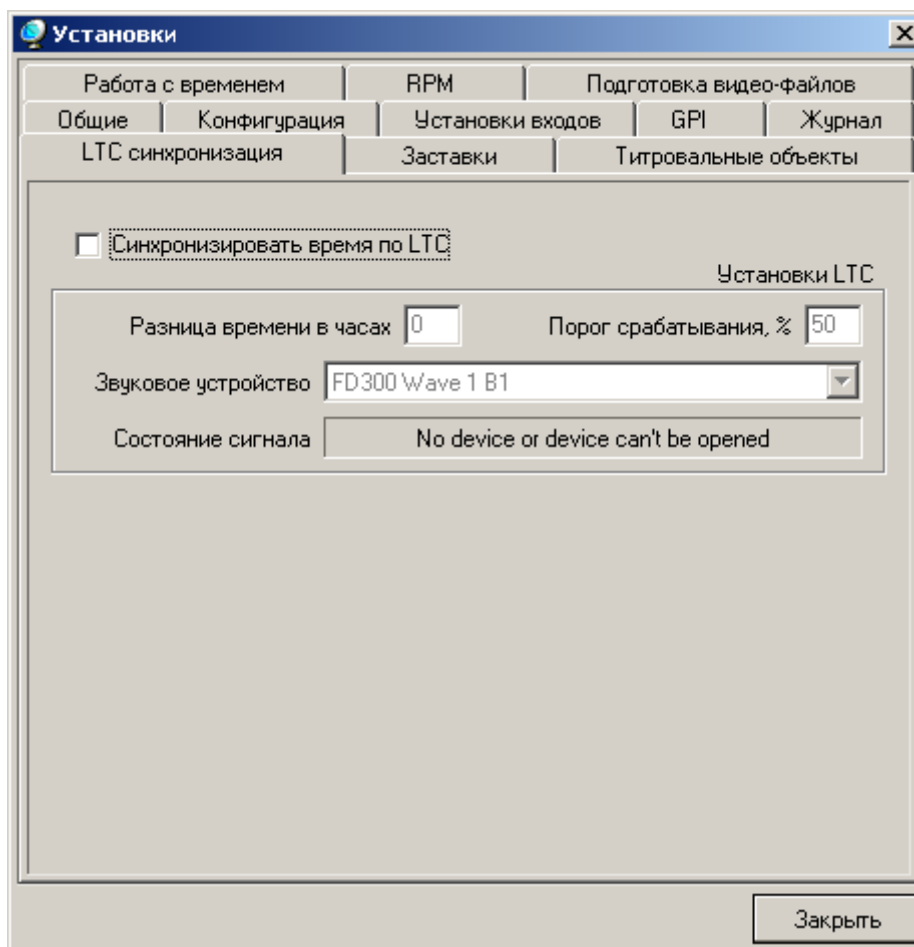 Установки
Работа с временем RPM Подготовка видео-файлов
Общие Конфигурация Установки входов GPI Журнал
LTC синхронизация Заставки Титровальные объекты
Синхронизировать время по LTC
Установки LTC
Разница времени в часах 0 Порог срабатывания, % 50
Звуковое устройство FD300 Wave 1 B1
Состояние сигнала No device or device can't be opened
Закрыть